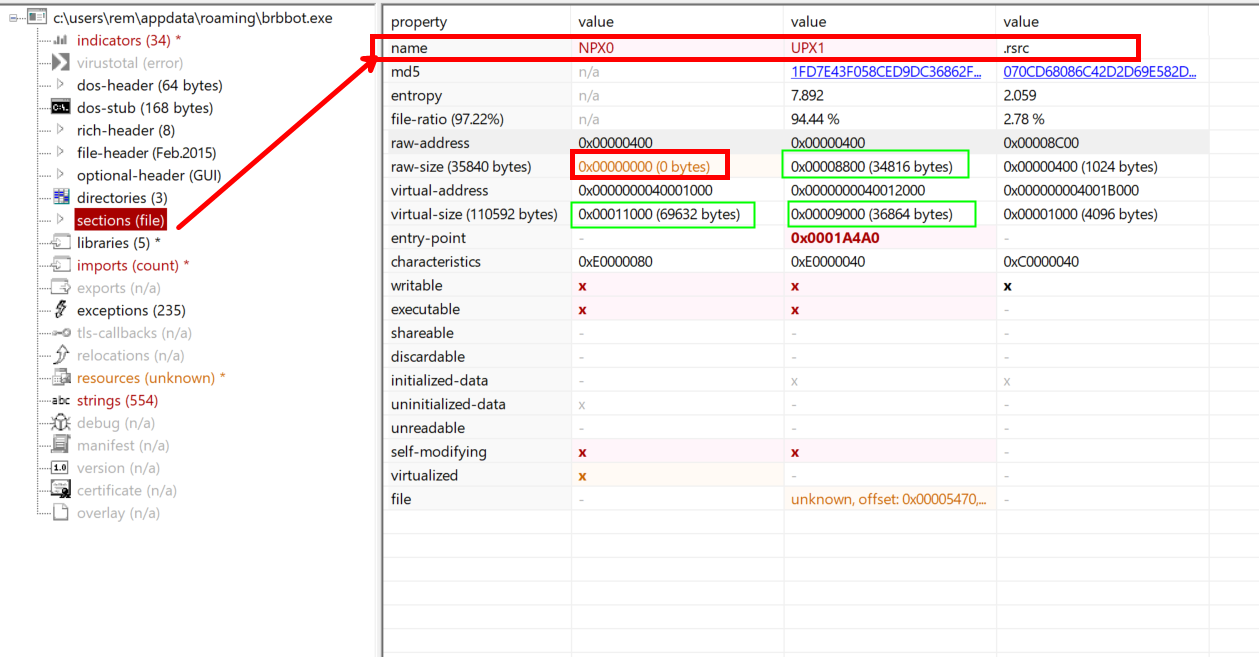 c:\users\rem\appdata\roaming\brbbot.exe
indicators (34) *
virustotal (error)
dos-header (64 bytes)
dos-stub (168 bytes)
rich-header (8)
file-header (Feb.2015)
optional-header (GUI)
directories (3)
sections (file)
libraries (5) *
imports (count) *
exports (n/a)
exceptions (235)
tls-callbacks (n/a)
relocations (n/a)
resources (unknown) *
abc strings (554)
debug (n/a)
manifest (n/a)
1.0 version (n/a)
certificate (n/a)
overlay (n/a)
property value value value
name NPX0 UPX1 .rsrc
md5 n/a 1FD7E43F058CED9DC36862F... 070CD68086C42D2D69E582D...
entropy n/a 7.892 2.059
file-ratio (97.22%) n/a 94.44 % 2.78 %
raw-address 0x00000400 0x00000400 0x00008C00
raw-size (35840 bytes) 0x00000000 (0 bytes) 0x00008800 (34816 bytes) 0x00000400 (1024 bytes)
virtual-address 0x0000000040001000 0x0000000040012000 0x000000004001B000
virtual-size (110592 bytes) 0x00011000 (69632 bytes) 0x00009000 (36864 bytes) 0x00001000 (4096 bytes)
entry-point - 0x0001A4A0 -
characteristics 0xE0000080 0xE0000040 0xC0000040
writable x x x
executable x x -
shareable - - -
discardable - - -
initialized-data - x x
uninitialized-data x - -
unreadable - - -
self-modifying x x -
virtualized x - -
file - unknown, offset: 0x00005470,... -